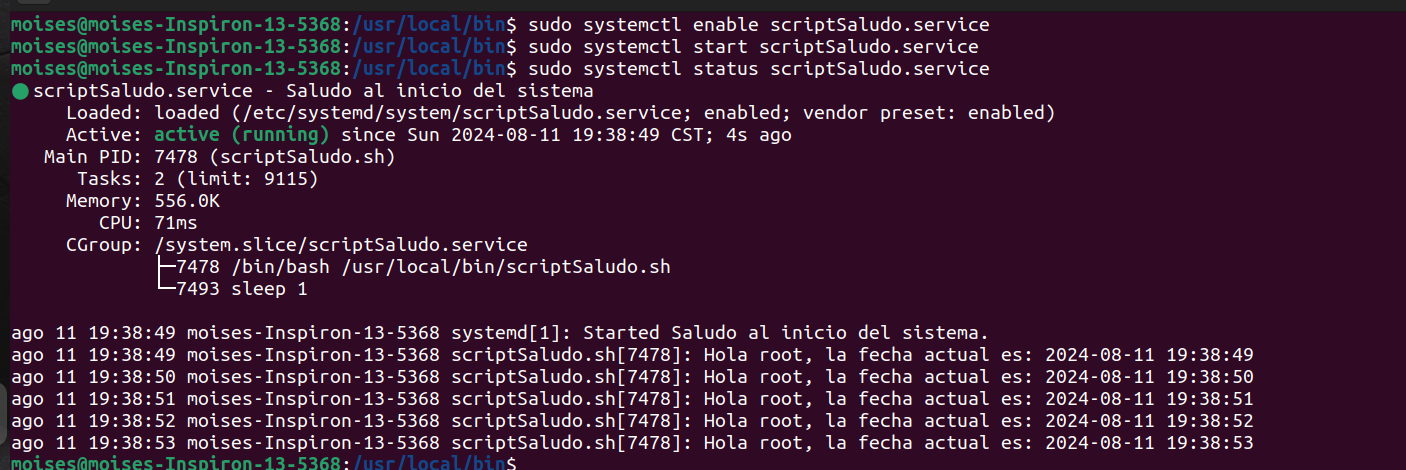 moises@moises-Inspiron-13-5368:/usr/local/bin$ sudo systemctl enable scriptSaludo.service
moises@moises-Inspiron-13-5368:/usr/local/bin$ sudo systemctl start scriptSaludo.service
moises@moises-Inspiron-13-5368:/usr/local/bin$ sudo systemctl status scriptSaludo.service
● scriptSaludo.service - Saludo al inicio del sistema
     Loaded: loaded (/etc/systemd/system/scriptSaludo.service; enabled; vendor preset: enabled)
     Active: active (running) since Sun 2024-08-11 19:38:49 CST; 4s ago
   Main PID: 7478 (scriptSaludo.sh)
      Tasks: 2 (limit: 9115)
     Memory: 556.0K
        CPU: 71ms
     CGroup: /system.slice/scriptSaludo.service
             ├─7478 /bin/bash /usr/local/bin/scriptSaludo.sh
             └─7493 sleep 1

ago 11 19:38:49 moises-Inspiron-13-5368 systemd[1]: Started Saludo al inicio del sistema.
ago 11 19:38:49 moises-Inspiron-13-5368 scriptSaludo.sh[7478]: Hola root, la fecha actual es: 2024-08-11 19:38:49
ago 11 19:38:50 moises-Inspiron-13-5368 scriptSaludo.sh[7478]: Hola root, la fecha actual es: 2024-08-11 19:38:50
ago 11 19:38:51 moises-Inspiron-13-5368 scriptSaludo.sh[7478]: Hola root, la fecha actual es: 2024-08-11 19:38:51
ago 11 19:38:52 moises-Inspiron-13-5368 scriptSaludo.sh[7478]: Hola root, la fecha actual es: 2024-08-11 19:38:52
ago 11 19:38:53 moises-Inspiron-13-5368 scriptSaludo.sh[7478]: Hola root, la fecha actual es: 2024-08-11 19:38:53
moises@moises-Inspiron-13-5368:/usr/local/bin$